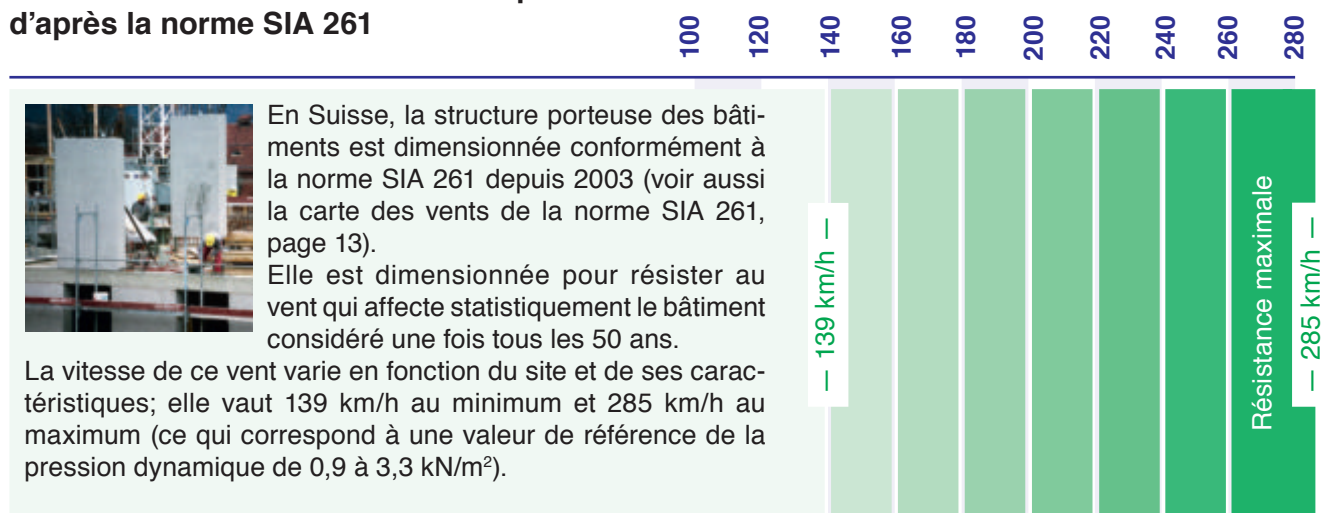 d’après la norme SIA 261
100 120 140 160 180 200 220 240 260 280
En Suisse, la structure porteuse des bâti-
ments est dimensionnée conformément à
la norme SIA 261 depuis 2003 (voir aussi
la carte des vents de la norme SIA 261,
page 13).
Elle est dimensionnée pour résister au
vent qui affecte statistiquement le bâtiment
considéré une fois tous les 50 ans.
La vitesse de ce vent varie en fonction du site et de ses carac-
téristiques; elle vaut 139 km/h au minimum et 285 km/h au
maximum (ce qui correspond à une valeur de référence de la
pression dynamique de 0,9 à 3,3 kN/m²).
— 139 km/h —
Résistance maximale
— 285 km/h —